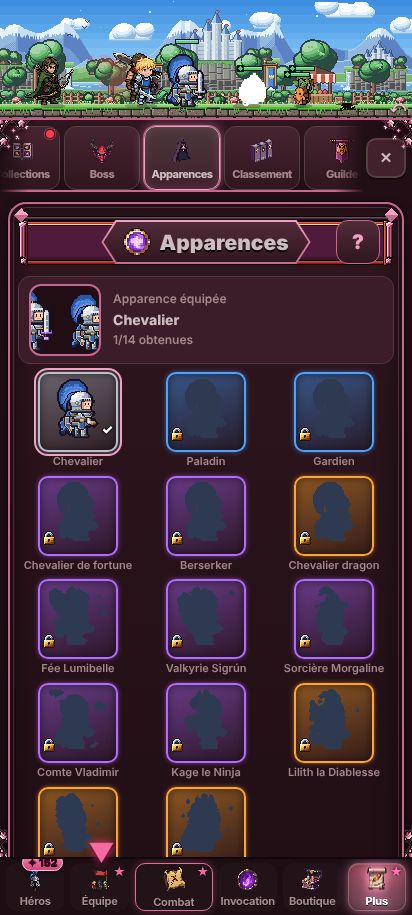 ollections
Boss
Apparences
Classement
Guilde
×
Apparences
?
Apparence équipée
Chevalier
1/14 obtenues
Chevalier
Paladin
Gardien
Chevalier de fortune
Berserker
Chevalier dragon
Fée Lumibelle
Valkyrie Sigrún
Sorcière Morgaline
Comte Vladimir
Kage le Ninja
Lilith la Diablesse
Héros
Équipe
Combat
Invocation
Boutique
Plus